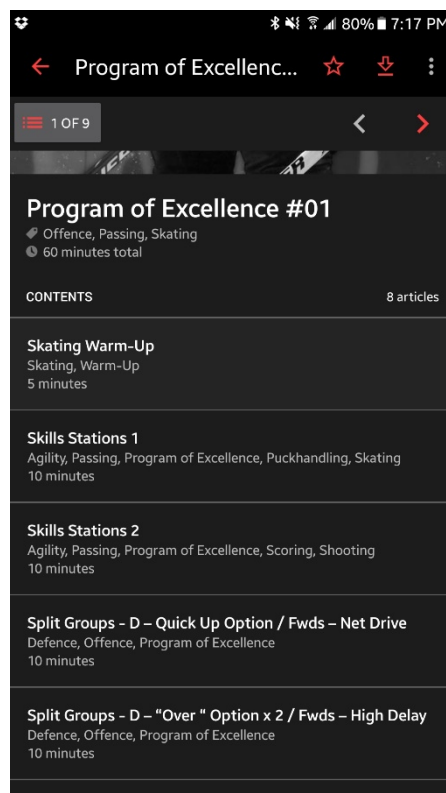 80% 7:17 PM
Program of Excellenc...
1 OF 9
Program of Excellence #01
Offence, Passing, Skating
60 minutes total
CONTENTS 8 articles
Skating Warm-Up
Skating, Warm-Up
5 minutes
Skills Stations 1
Agility, Passing, Program of Excellence, Puckhandling, Skating
10 minutes
Skills Stations 2
Agility, Passing, Program of Excellence, Scoring, Shooting
10 minutes
Split Groups - D – Quick Up Option / Fwds – Net Drive
Defence, Offence, Program of Excellence
10 minutes
Split Groups - D – “Over “ Option x 2 / Fwds – High Delay
Defence, Offence, Program of Excellence
10 minutes